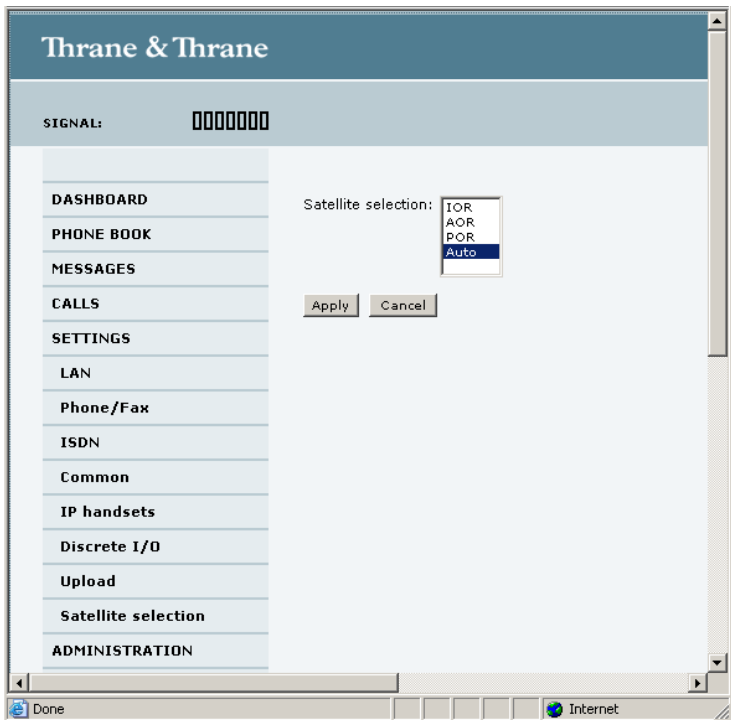 Thrane & Thrane
SIGNAL:
DASHBOARD
PHONE BOOK
MESSAGES
CALLS
SETTINGS
LAN
Phone/Fax
ISDN
Common
IP handsets
Discrete I/O
Upload
Satellite selection
ADMINISTRATION
Satellite selection:
IOR
AOR
POR
Auto
Apply Cancel
Done Internet